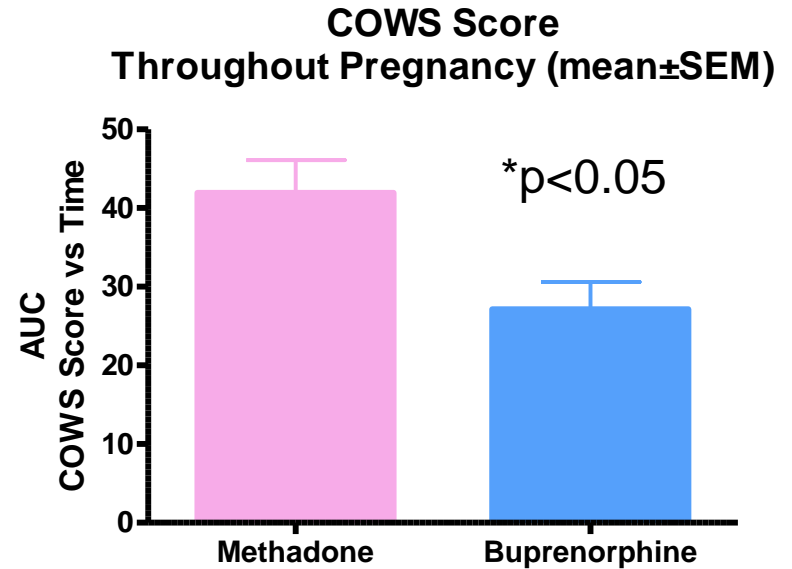 COWS Score
Throughout Pregnancy (mean±SEM)
AUC
COWS Score vs Time
50
40
30
20
10
0
*p<0.05
Methadone
Buprenorphine